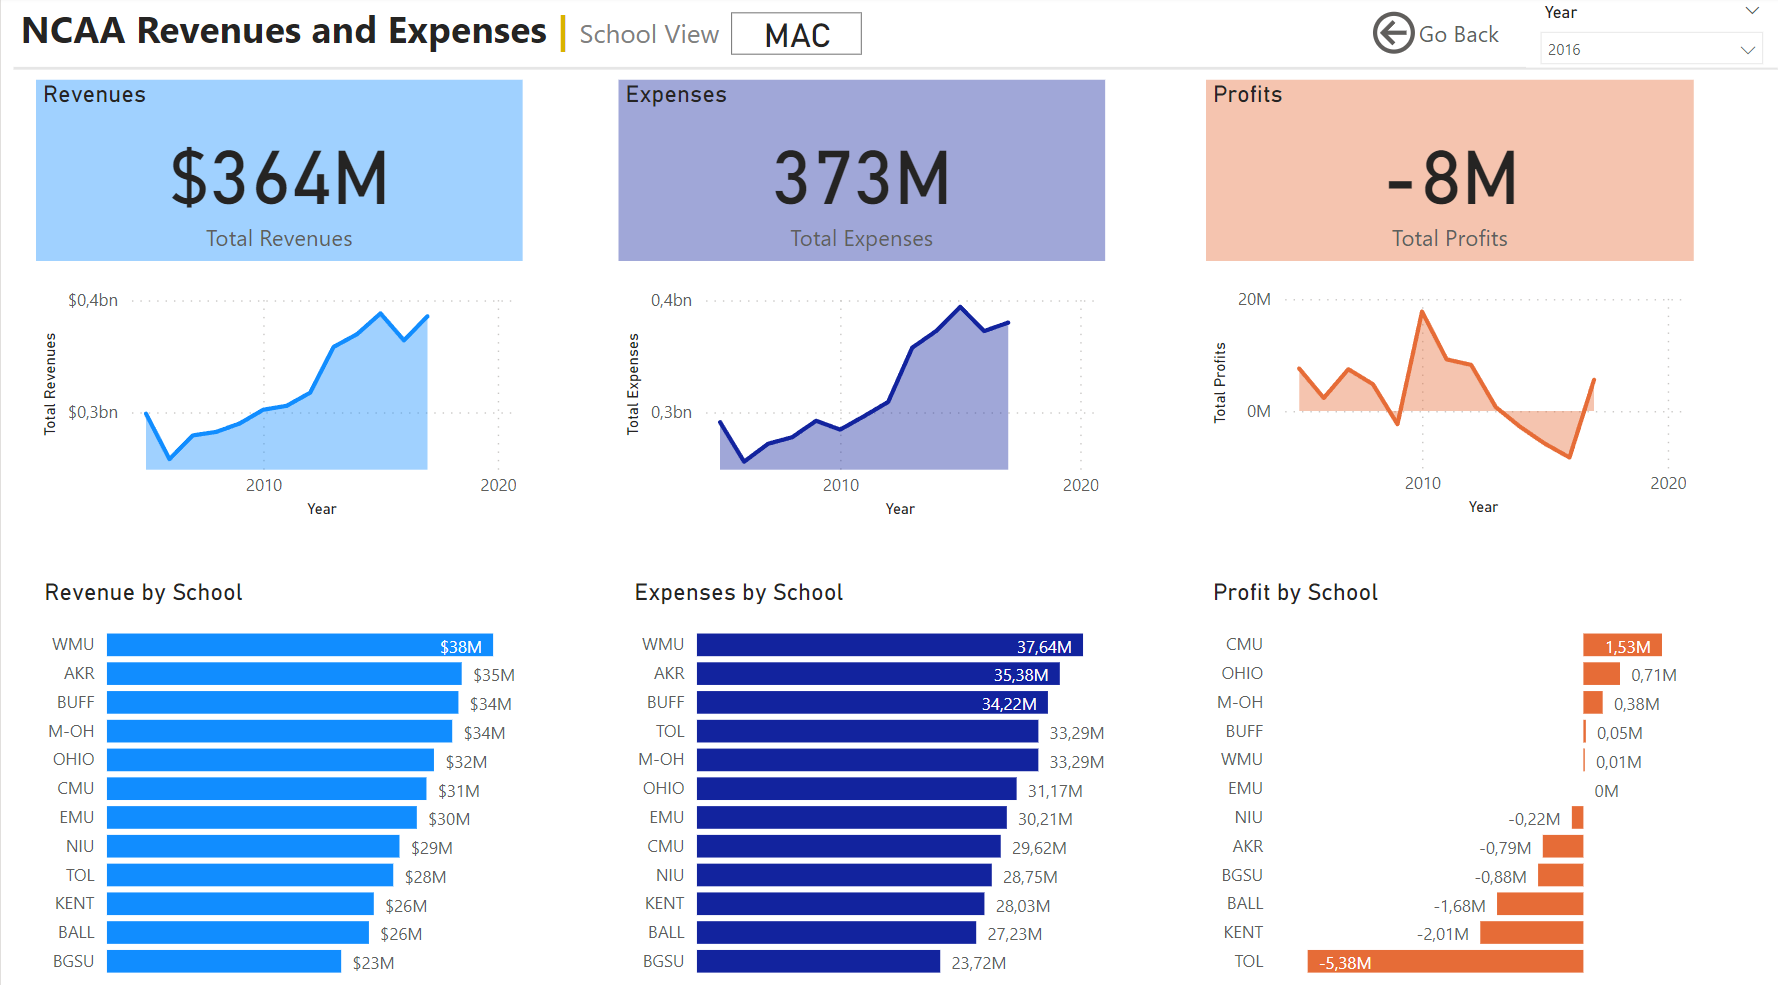 NCAA Revenues and Expenses
School View
MAC
Go Back
Year
2016
Revenues
$364M
Total Revenues
Expenses
373M
Total Expenses
Profits
-8M
Total Profits
Total Revenues
$0,4bn
$0,3bn
2010
2020
Year
Total Expenses
0,4bn
0,3bn
2010
2020
Year
Total Profits
20M
0M
2010
2020
Year
Revenue by School
WMU $38M
AKR $35M
BUFF $34M
M-OH $34M
OHIO $32M
CMU $31M
EMU $30M
NIU $29M
TOL $28M
KENT $26M
BALL $26M
BGSU $23M
Expenses by School
WMU 37,64M
AKR 35,38M
BUFF 34,22M
TOL 33,29M
M-OH 33,29M
OHIO 31,17M
EMU 30,21M
CMU 29,62M
NIU 28,75M
KENT 28,03M
BALL 27,23M
BGSU 23,72M
Profit by School
CMU 1,53M
OHIO 0,71M
M-OH 0,38M
BUFF 0,05M
WMU 0,01M
EMU 0M
NIU -0,22M
AKR -0,79M
BGSU -0,88M
BALL -1,68M
KENT -2,01M
TOL -5,38M